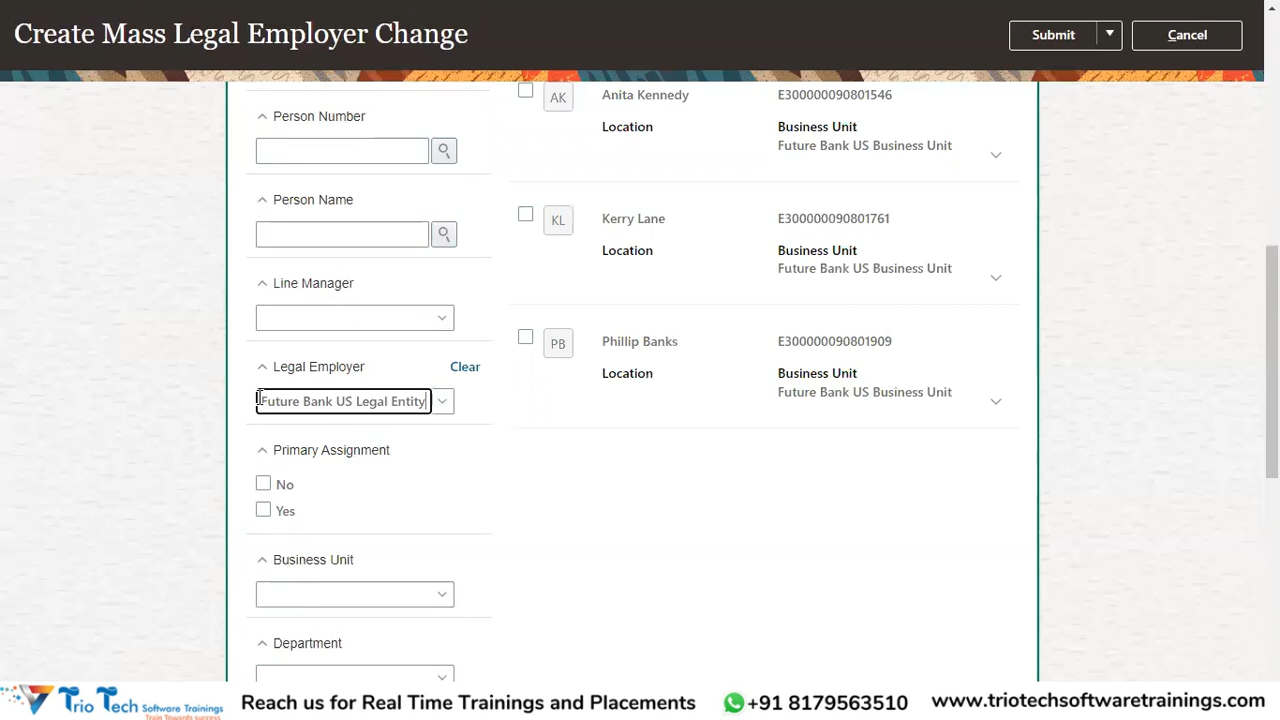 Create Mass Legal Employer Change
Submit
Cancel
Person Number
Person Name
Line Manager
Legal Employer
Clear
Future Bank US Legal Entity
Primary Assignment
No
Yes
Business Unit
Department
AK
Anita Kennedy
E300000090801546
Location
Business Unit
Future Bank US Business Unit
KL
Kerry Lane
E300000090801761
Location
Business Unit
Future Bank US Business Unit
PB
Phillip Banks
E300000090801909
Location
Business Unit
Future Bank US Business Unit
Trio Tech Software Trainings
Train Towards success
Reach us for Real Time Trainings and Placements
+91 8179563510
www.triotechsoftwaretrainings.com